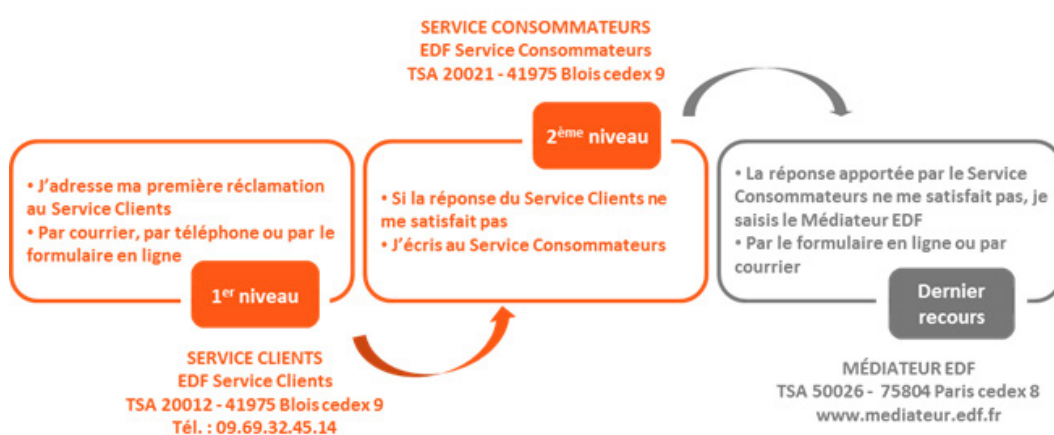 SERVICE CONSOMMATEURS
EDF Service Consommateurs
TSA 20021 - 41975 Blois cedex 9
• J'adresse ma première réclamation
au Service Clients
• Par courrier, par téléphone ou par le
formulaire en ligne
1er niveau
SERVICE CLIENTS
EDF Service Clients
TSA 20012 - 41975 Blois cedex 9
Tél. : 09.69.32.45.14
2ème niveau
• Si la réponse du Service Clients ne
me satisfait pas
• J'écris au Service Consommateurs
• La réponse apportée par le Service
Consommateurs ne me satisfait pas, je
saisis le Médiateur EDF
• Par le formulaire en ligne ou par
courrier
Dernier
recours
MÉDIATEUR EDF
TSA 50026 - 75804 Paris cedex 8
www.mediateur.edf.fr